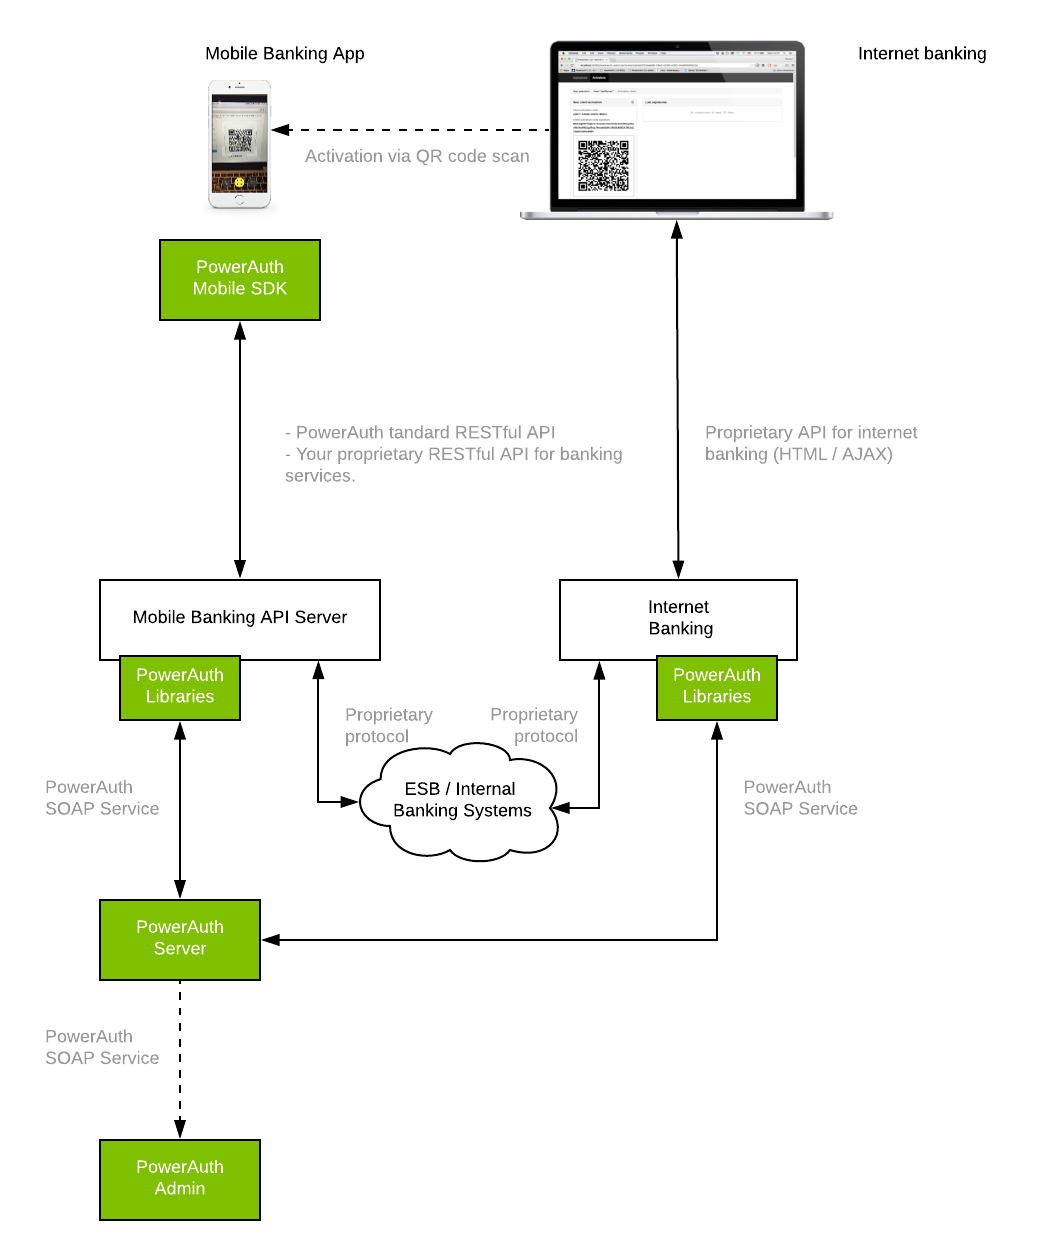 Mobile Banking App
Internet banking
Activation via QR code scan
PowerAuth
Mobile SDK
- PowerAuth tandard RESTful API
- Your proprietary RESTful API for banking
services.
Proprietary API for internet
banking (HTML / AJAX)
Mobile Banking API Server
Internet
Banking
PowerAuth
Libraries
PowerAuth
Libraries
Proprietary
protocol
Proprietary
protocol
PowerAuth
SOAP Service
ESB / Internal
Banking Systems
PowerAuth
SOAP Service
PowerAuth
Server
PowerAuth
SOAP Service
PowerAuth
Admin